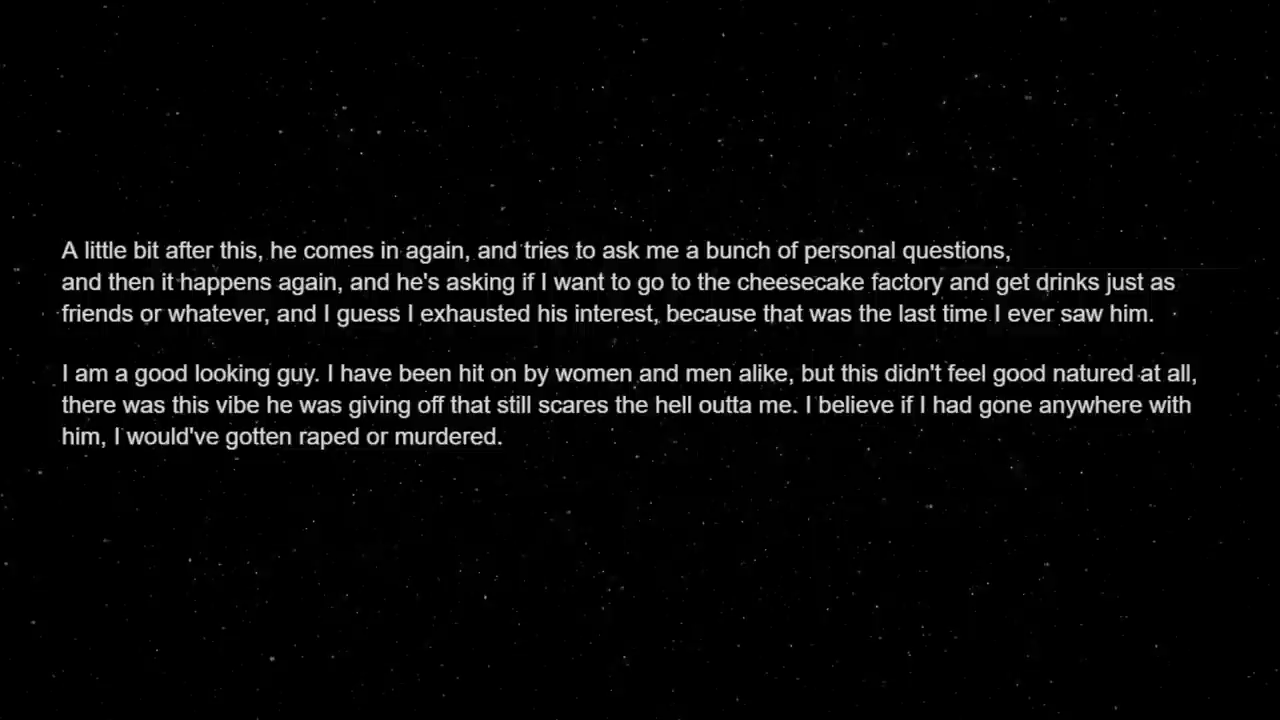 A little bit after this, he comes in again, and tries to ask me a bunch of personal questions,
and then it happens again, and he's asking if I want to go to the cheesecake factory and get drinks just as
friends or whatever, and I guess I exhausted his interest, because that was the last time I ever saw him.
I am a good looking guy. I have been hit on by women and men alike, but this didn't feel good natured at all,
there was this vibe he was giving off that still scares the hell outta me. I believe if I had gone anywhere with
him, I would've gotten raped or murdered.